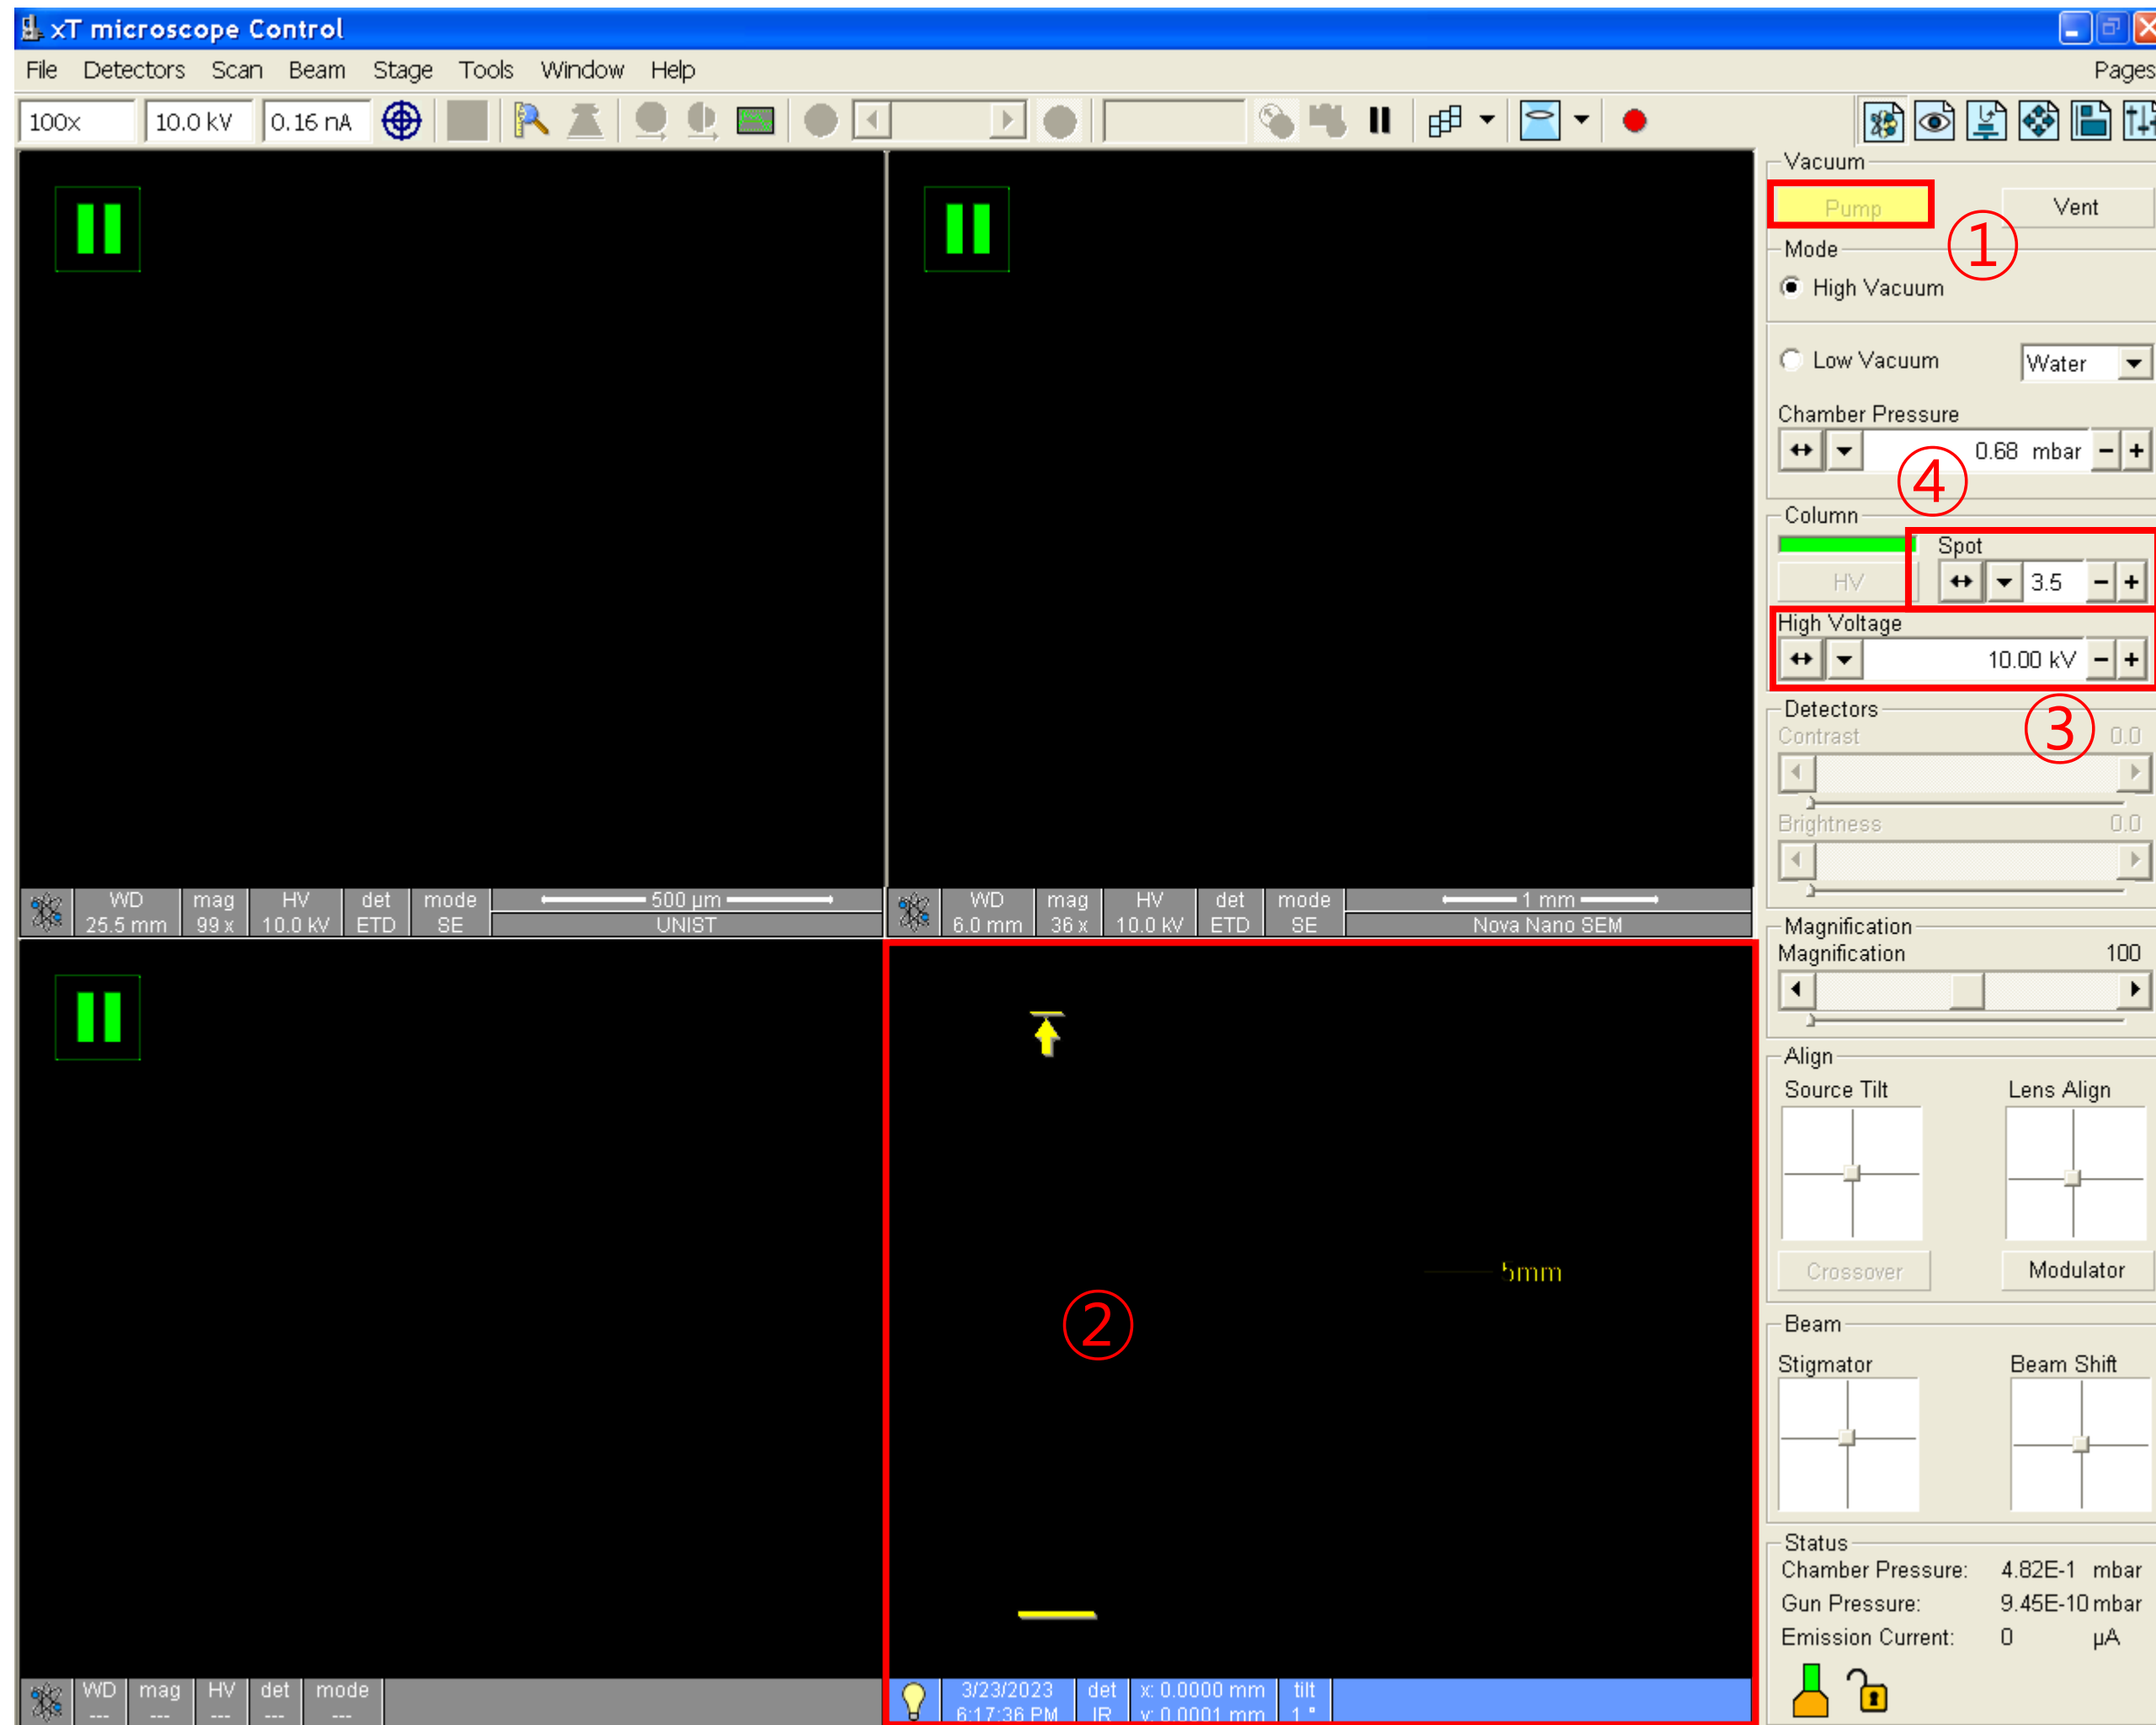 xT microscope Control
File Detectors Scan Beam Stage Tools Window Help Pages
100x 10.0 kV 0.16 nA
Vacuum
Pump Vent
①
Mode
High Vacuum
Low Vacuum Water
Chamber Pressure
0.68 mbar
④
Column
Spot
HV 3.5
High Voltage
10.00 kV
③
Detectors
Contrast 0.0
Brightness 0.0
WD mag HV det mode 500 µm
25.5 mm 99 x 10.0 kV ETD SE UNIST
WD mag HV det mode 1 mm
6.0 mm 36 x 10.0 kV ETD SE Nova Nano SEM
Magnification
Magnification 100
Align
Source Tilt Lens Align
Crossover Modulator
5mm
②
Beam
Stigmator Beam Shift
Status
Chamber Pressure: 4.82E-1 mbar
Gun Pressure: 9.45E-10 mbar
Emission Current: 0 µA
WD mag HV det mode
--- --- --- --- ---
3/23/2023 det x: 0.0000 mm tilt
6:17:36 PM IR y: 0.0001 mm 1 °